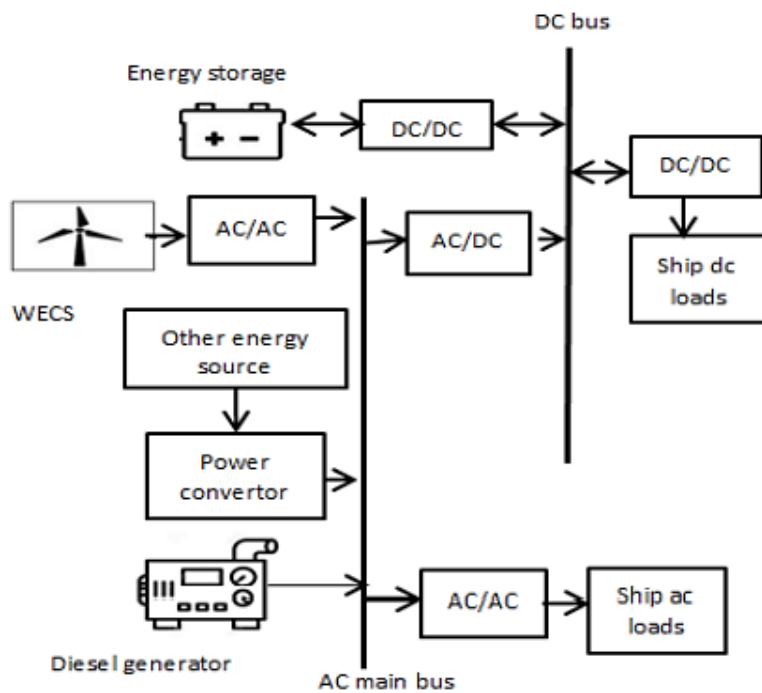 DC bus
Energy storage
DC/DC
DC/DC
AC/AC
AC/DC
Ship dc
loads
WECS
Other energy
source
Power
convertor
AC/AC
Ship ac
loads
Diesel generator
AC main bus